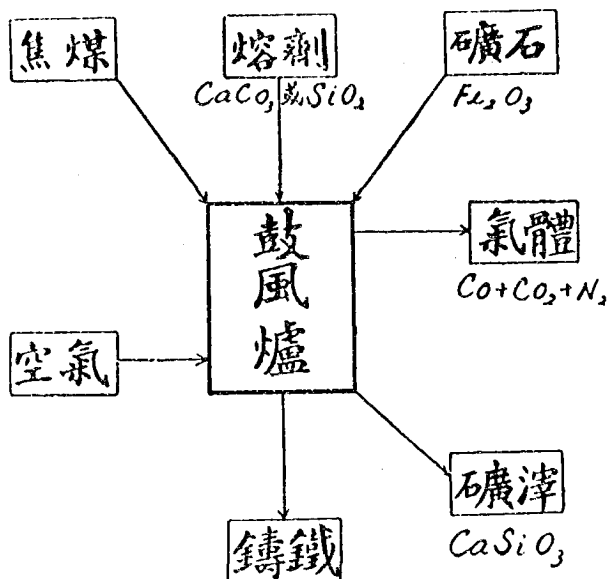 焦煤
熔劑
CaCo₃或SiO₂
礦石
Fe₂O₃
鼓風爐
氣體
Co+CO₂+N₂
空氣
礦滓
CaSiO₃
鑄鐵